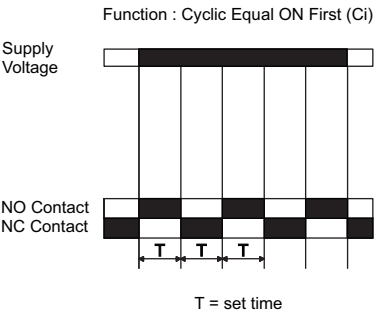 Function : Cyclic Equal ON First (Ci)
Supply
Voltage
NO Contact
NC Contact
T T T
T = set time